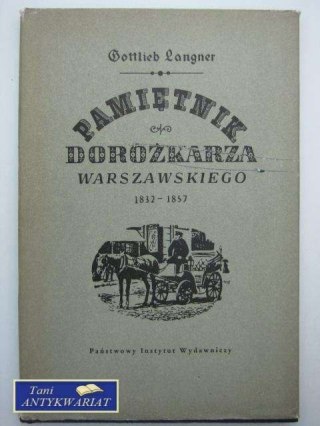 Gottlieb Langner
PAMIĘTNIK
DOROŻKARZA
WARSZAWSKIEGO
1832-1857
Państwowy Instytut Wydawniczy
Tani
ANTYKWARIAT